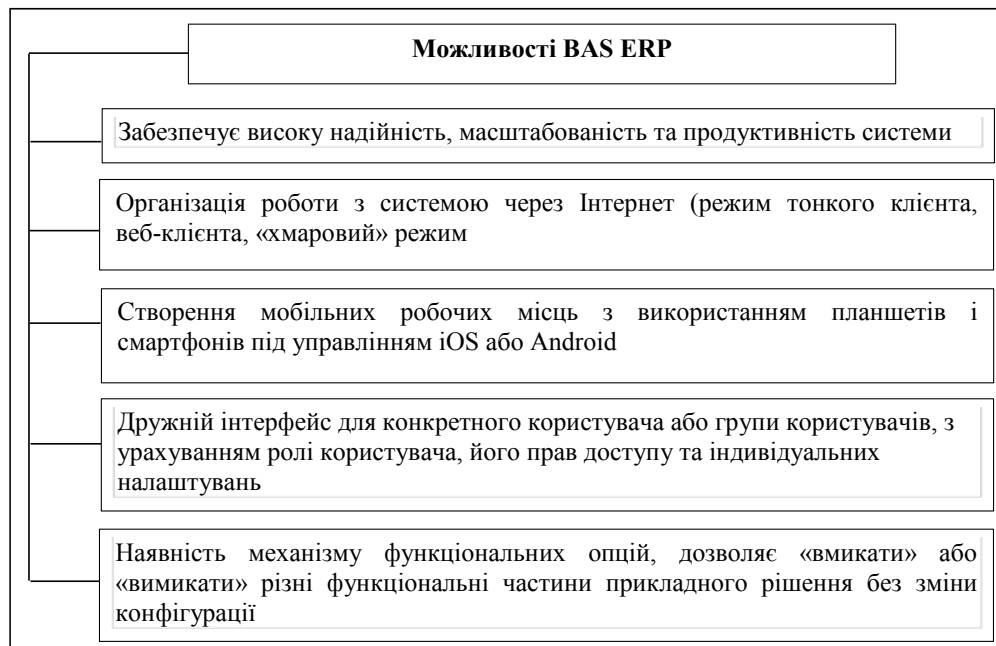 Можливості BAS ERP
Забезпечує високу надійність, масштабованість та продуктивність системи
Організація роботи з системою через Інтернет (режим тонкого клієнта,
веб-клієнта, «хмаровий» режим
Створення мобільних робочих місць з використанням планшетів і
смартфонів під управлінням iOS або Android
Дружній інтерфейс для конкретного користувача або групи користувачів, з
урахуванням ролі користувача, його прав доступу та індивідуальних
налаштувань
Наявність механізму функціональних опцій, дозволяє «вмикати» або
«вимикати» різні функціональні частини прикладного рішення без зміни
конфігурації